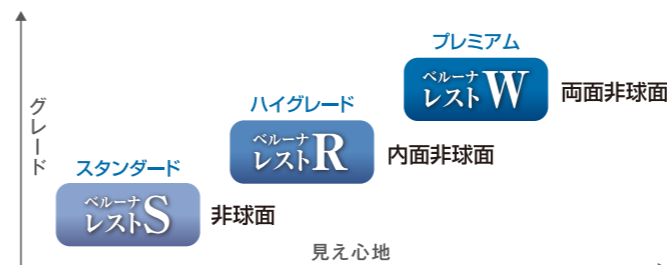 プレミアム
ベルーナ
レストW
両面非球面
ハイグレード
ベルーナ
レストR
内面非球面
スタンダード
ベルーナ
レストS
非球面
グレード
見え心地